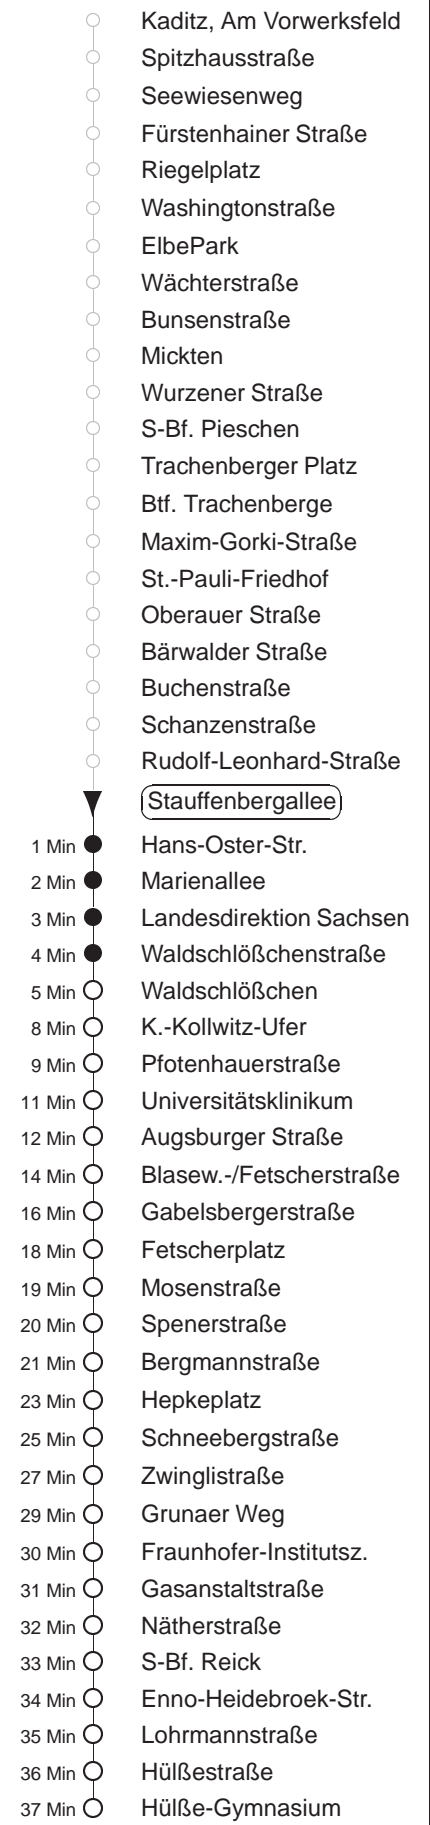 Kaditz, Am Vorwerksfeld
Spitzhausstraße
Seewiesenweg
Fürstenhainer Straße
Riegelplatz
Washingtonstraße
ElbePark
Wächterstraße
Bunsenstraße
Mickten
Wurzener Straße
S-Bf. Pieschen
Trachenberger Platz
Btf. Trachenberge
Maxim-Gorki-Straße
St.-Pauli-Friedhof
Oberauer Straße
Bärwalder Straße
Buchenstraße
Schanzenstraße
Rudolf-Leonhard-Straße
Stauffenbergallee
1 Min Hans-Oster-Str.
2 Min Marienallee
3 Min Landesdirektion Sachsen
4 Min Waldschlößchenstraße
5 Min Waldschlößchen
8 Min K.-Kollwitz-Ufer
9 Min Pfotenhauerstraße
11 Min Universitätsklinikum
12 Min Augsburger Straße
14 Min Blasew.-/Fetscherstraße
16 Min Gabelsbergerstraße
18 Min Fetscherplatz
19 Min Mosenstraße
20 Min Spenerstraße
21 Min Bergmannstraße
23 Min Hepkeplatz
25 Min Schneebergstraße
27 Min Zwinglistraße
29 Min Grunaer Weg
30 Min Fraunhofer-Institutsz.
31 Min Gasanstaltstraße
32 Min Nätherstraße
33 Min S-Bf. Reick
34 Min Enno-Heidebroek-Str.
35 Min Lohrmannstraße
36 Min Hülßestraße
37 Min Hülße-Gymnasium